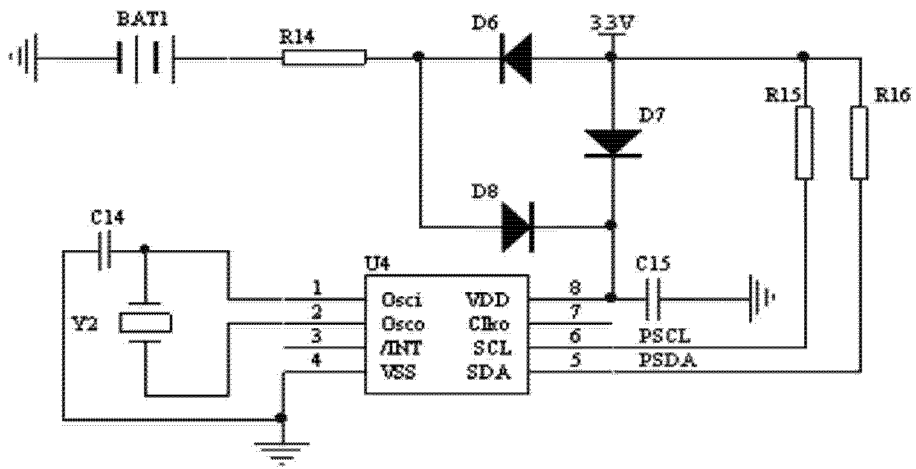 BAT1
R14
D6
3.3V
R15
R16
D7
D8
C14
U4
C15
Y2
1 Osci VDD 8
2 Osco Clko 7
3 /INT SCL 6 PSCL
4 VSS SDA 5 PSDA